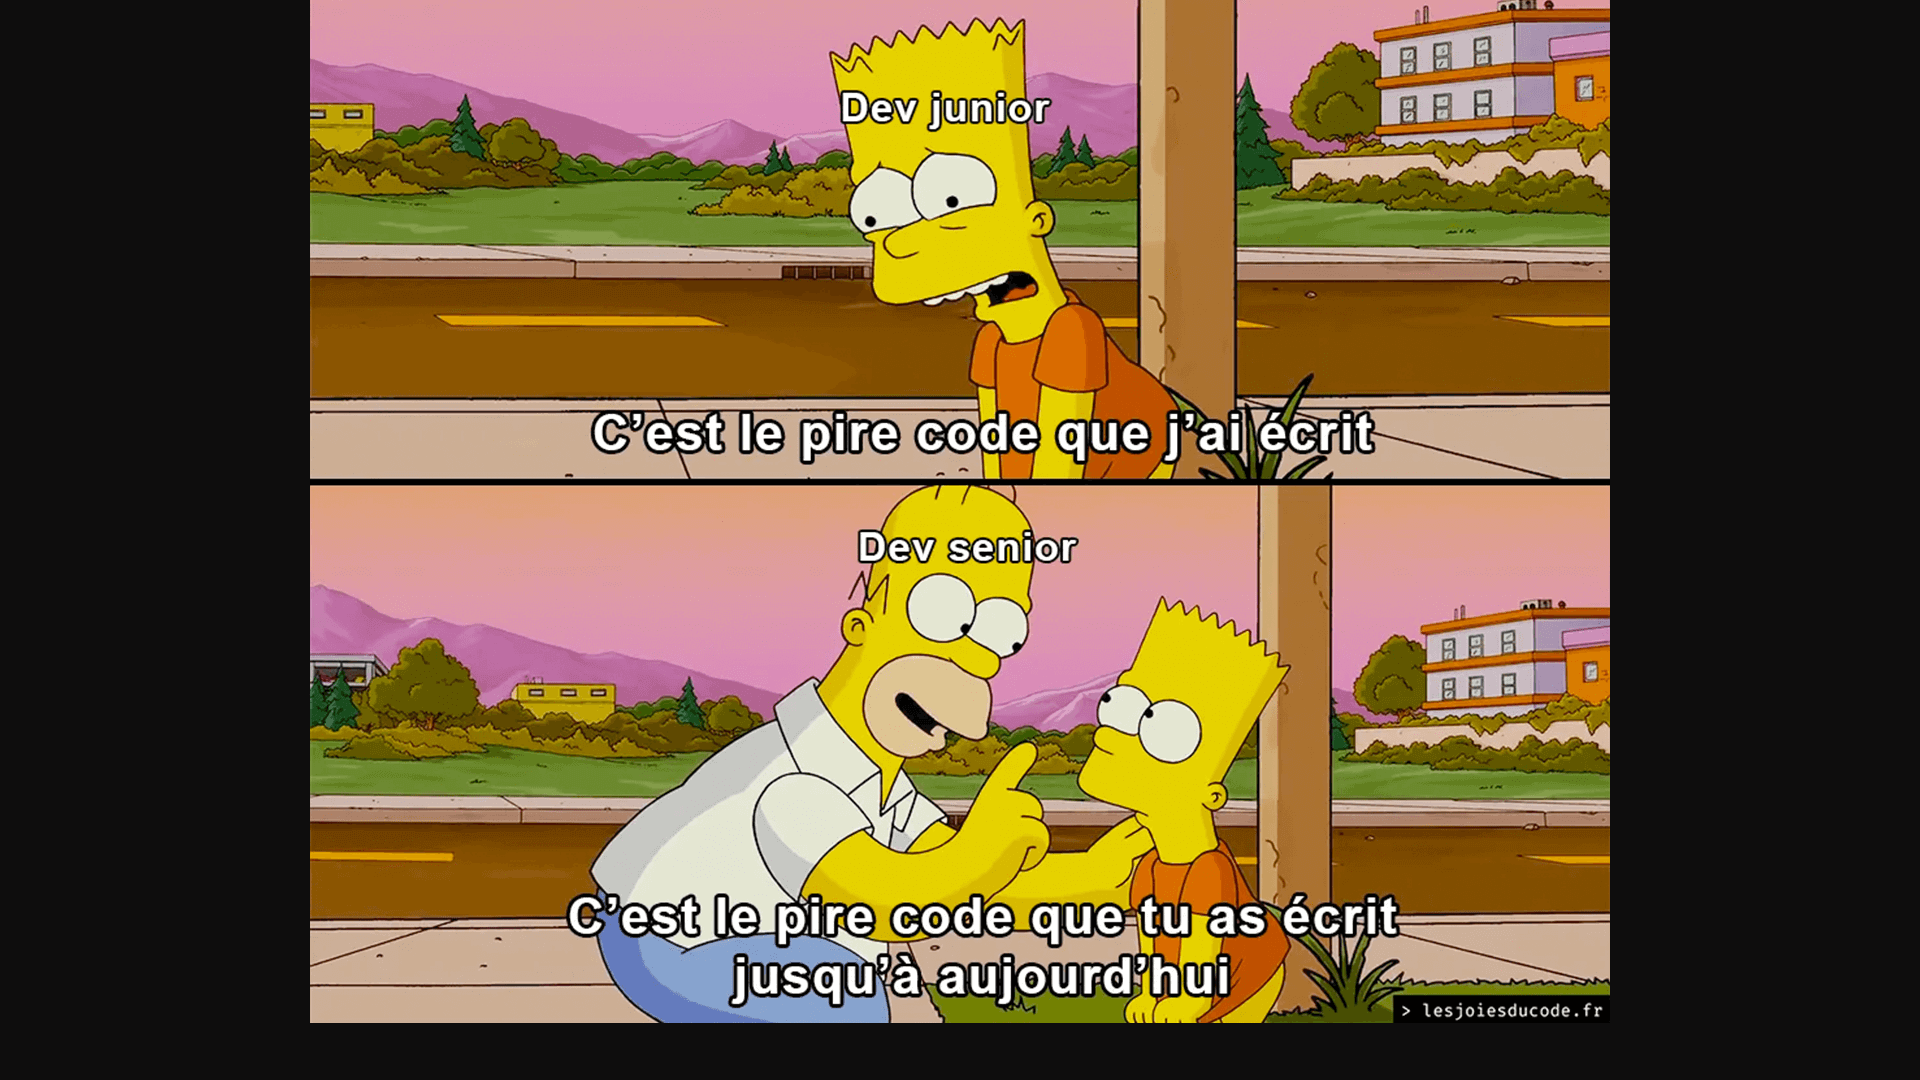 Dev junior
C’est le pire code que j’ai écrit
Dev senior
C’est le pire code que tu as écrit
jusqu’à aujourd’hui
> lesjoiesducode.fr